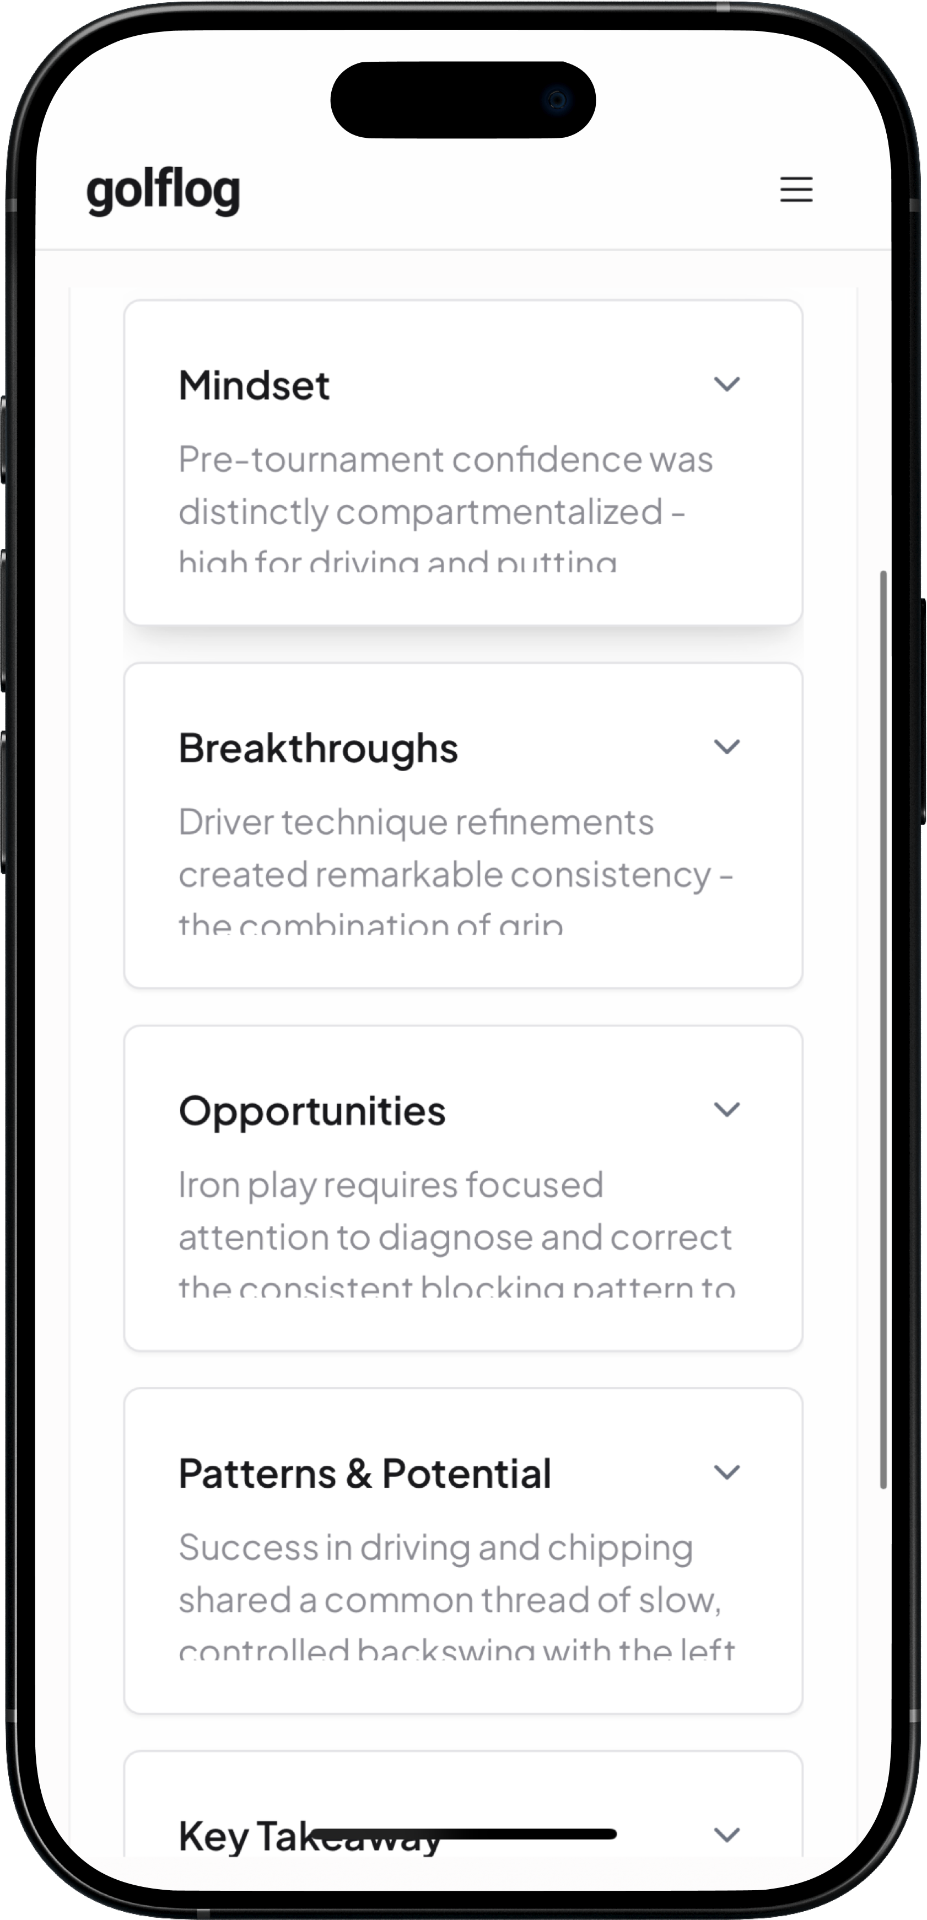 golflog
Mindset
Pre-tournament confidence was
distinctly compartmentalized -
high for driving and putting
Breakthroughs
Driver technique refinements
created remarkable consistency -
the combination of grip
Opportunities
Iron play requires focused
attention to diagnose and correct
the consistent blocking pattern to
Patterns & Potential
Success in driving and chipping
shared a common thread of slow,
controlled backswing with the left
Key Takeaway